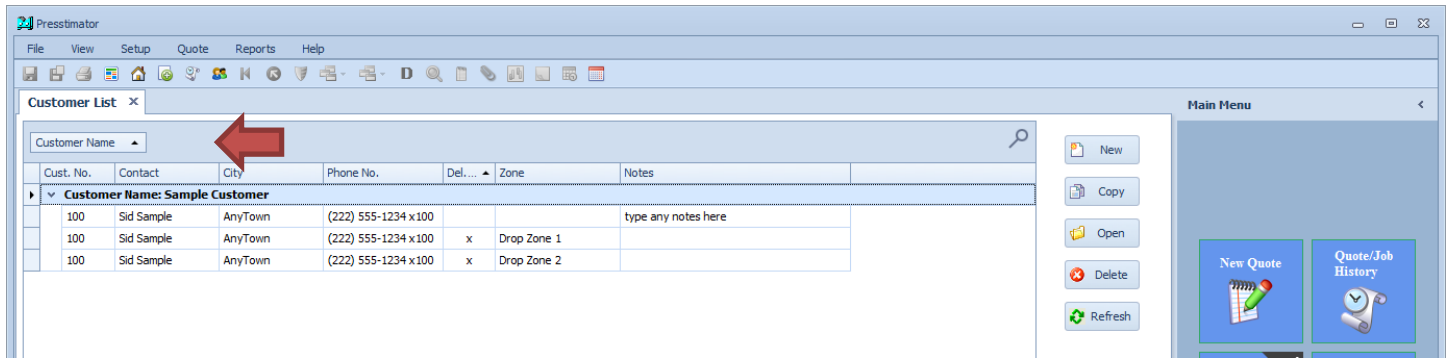 Presstimator
File View Setup Quote Reports Help
D
Customer List ×
Main Menu <
Customer Name
Cust. No. Contact City Phone No. Del.... Zone Notes
Customer Name: Sample Customer
100 Sid Sample AnyTown (222) 555-1234 x100 type any notes here
100 Sid Sample AnyTown (222) 555-1234 x100 x Drop Zone 1
100 Sid Sample AnyTown (222) 555-1234 x100 x Drop Zone 2
New
Copy
Open
Delete
Refresh
New Quote
Quote/Job
History